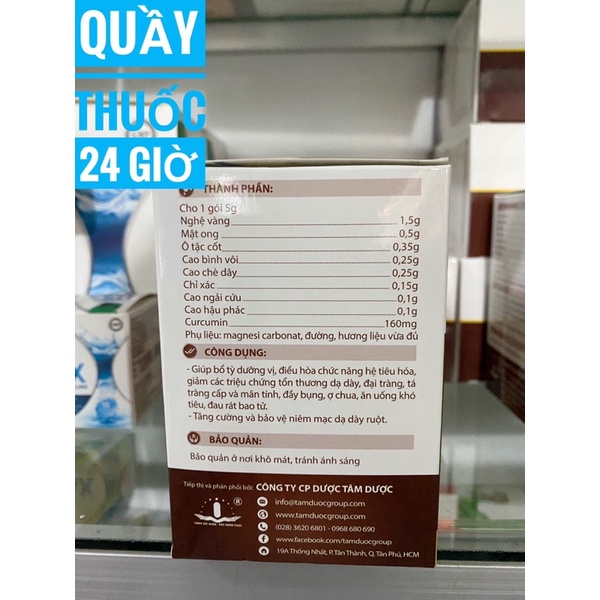 QUẦY
THUỐC
24 GIỜ
THÀNH PHẦN:
Cho 1 gói 5g
Nghệ vàng 1,5g
Mật ong 0,5g
Ô tặc cốt 0,35g
Cao bình vôi 0,25g
Cao chè dây 0,25g
Chỉ xác 0,15g
Cao ngải cứu 0,1g
Cao hậu phác 0,1g
Curcumin 160mg
Phụ liệu: magnesi carbonat, đường, hương liệu vừa đủ
CÔNG DỤNG:
- Giúp bổ tỳ dưỡng vị, điều hòa chức năng hệ tiêu hóa,
giảm các triệu chứng tổn thương dạ dày, đại tràng, tá
tràng cấp và mãn tính, đầy bụng, ợ chua, ăn uống khó
tiêu, đau rát bao tử.
- Tăng cường và bảo vệ niêm mạc dạ dày ruột.
BẢO QUẢN:
Bảo quản ở nơi khô mát, tránh ánh sáng
Tiếp thị và phân phối bởi: CÔNG TY CP DƯỢC TÂM DƯỢC
info@tamduocgroup.com
www.tamduocgroup.com
(028) 3620 6801 - 0968 680 690
www.facebook.com/tamduocgroup
19A Thống Nhất, P. Tân Thành, Q. Tân Phú, HCM